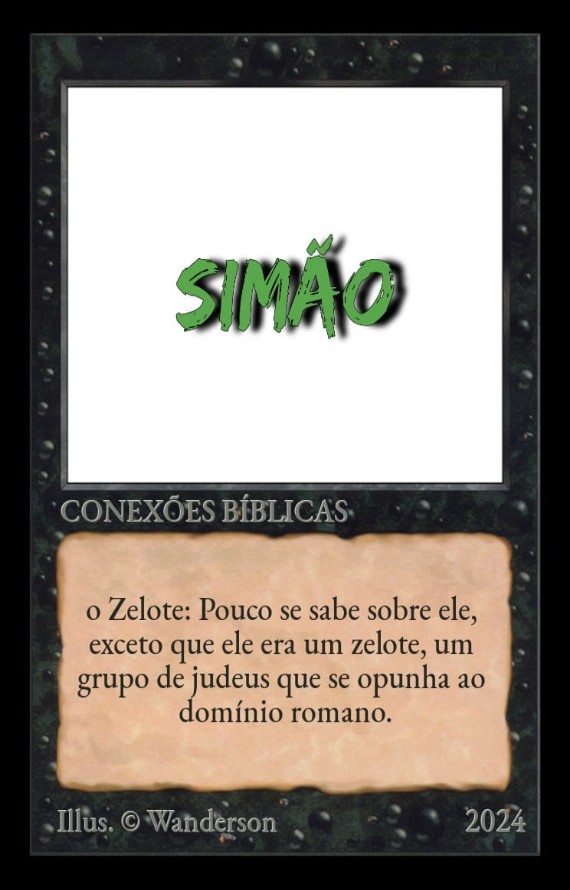 SIMÃO
CONEXÕES BÍBLICAS
o Zelote: Pouco se sabe sobre ele,
exceto que ele era um zelote, um
grupo de judeus que se opunha ao
domínio romano.
Illus. © Wanderson 2024